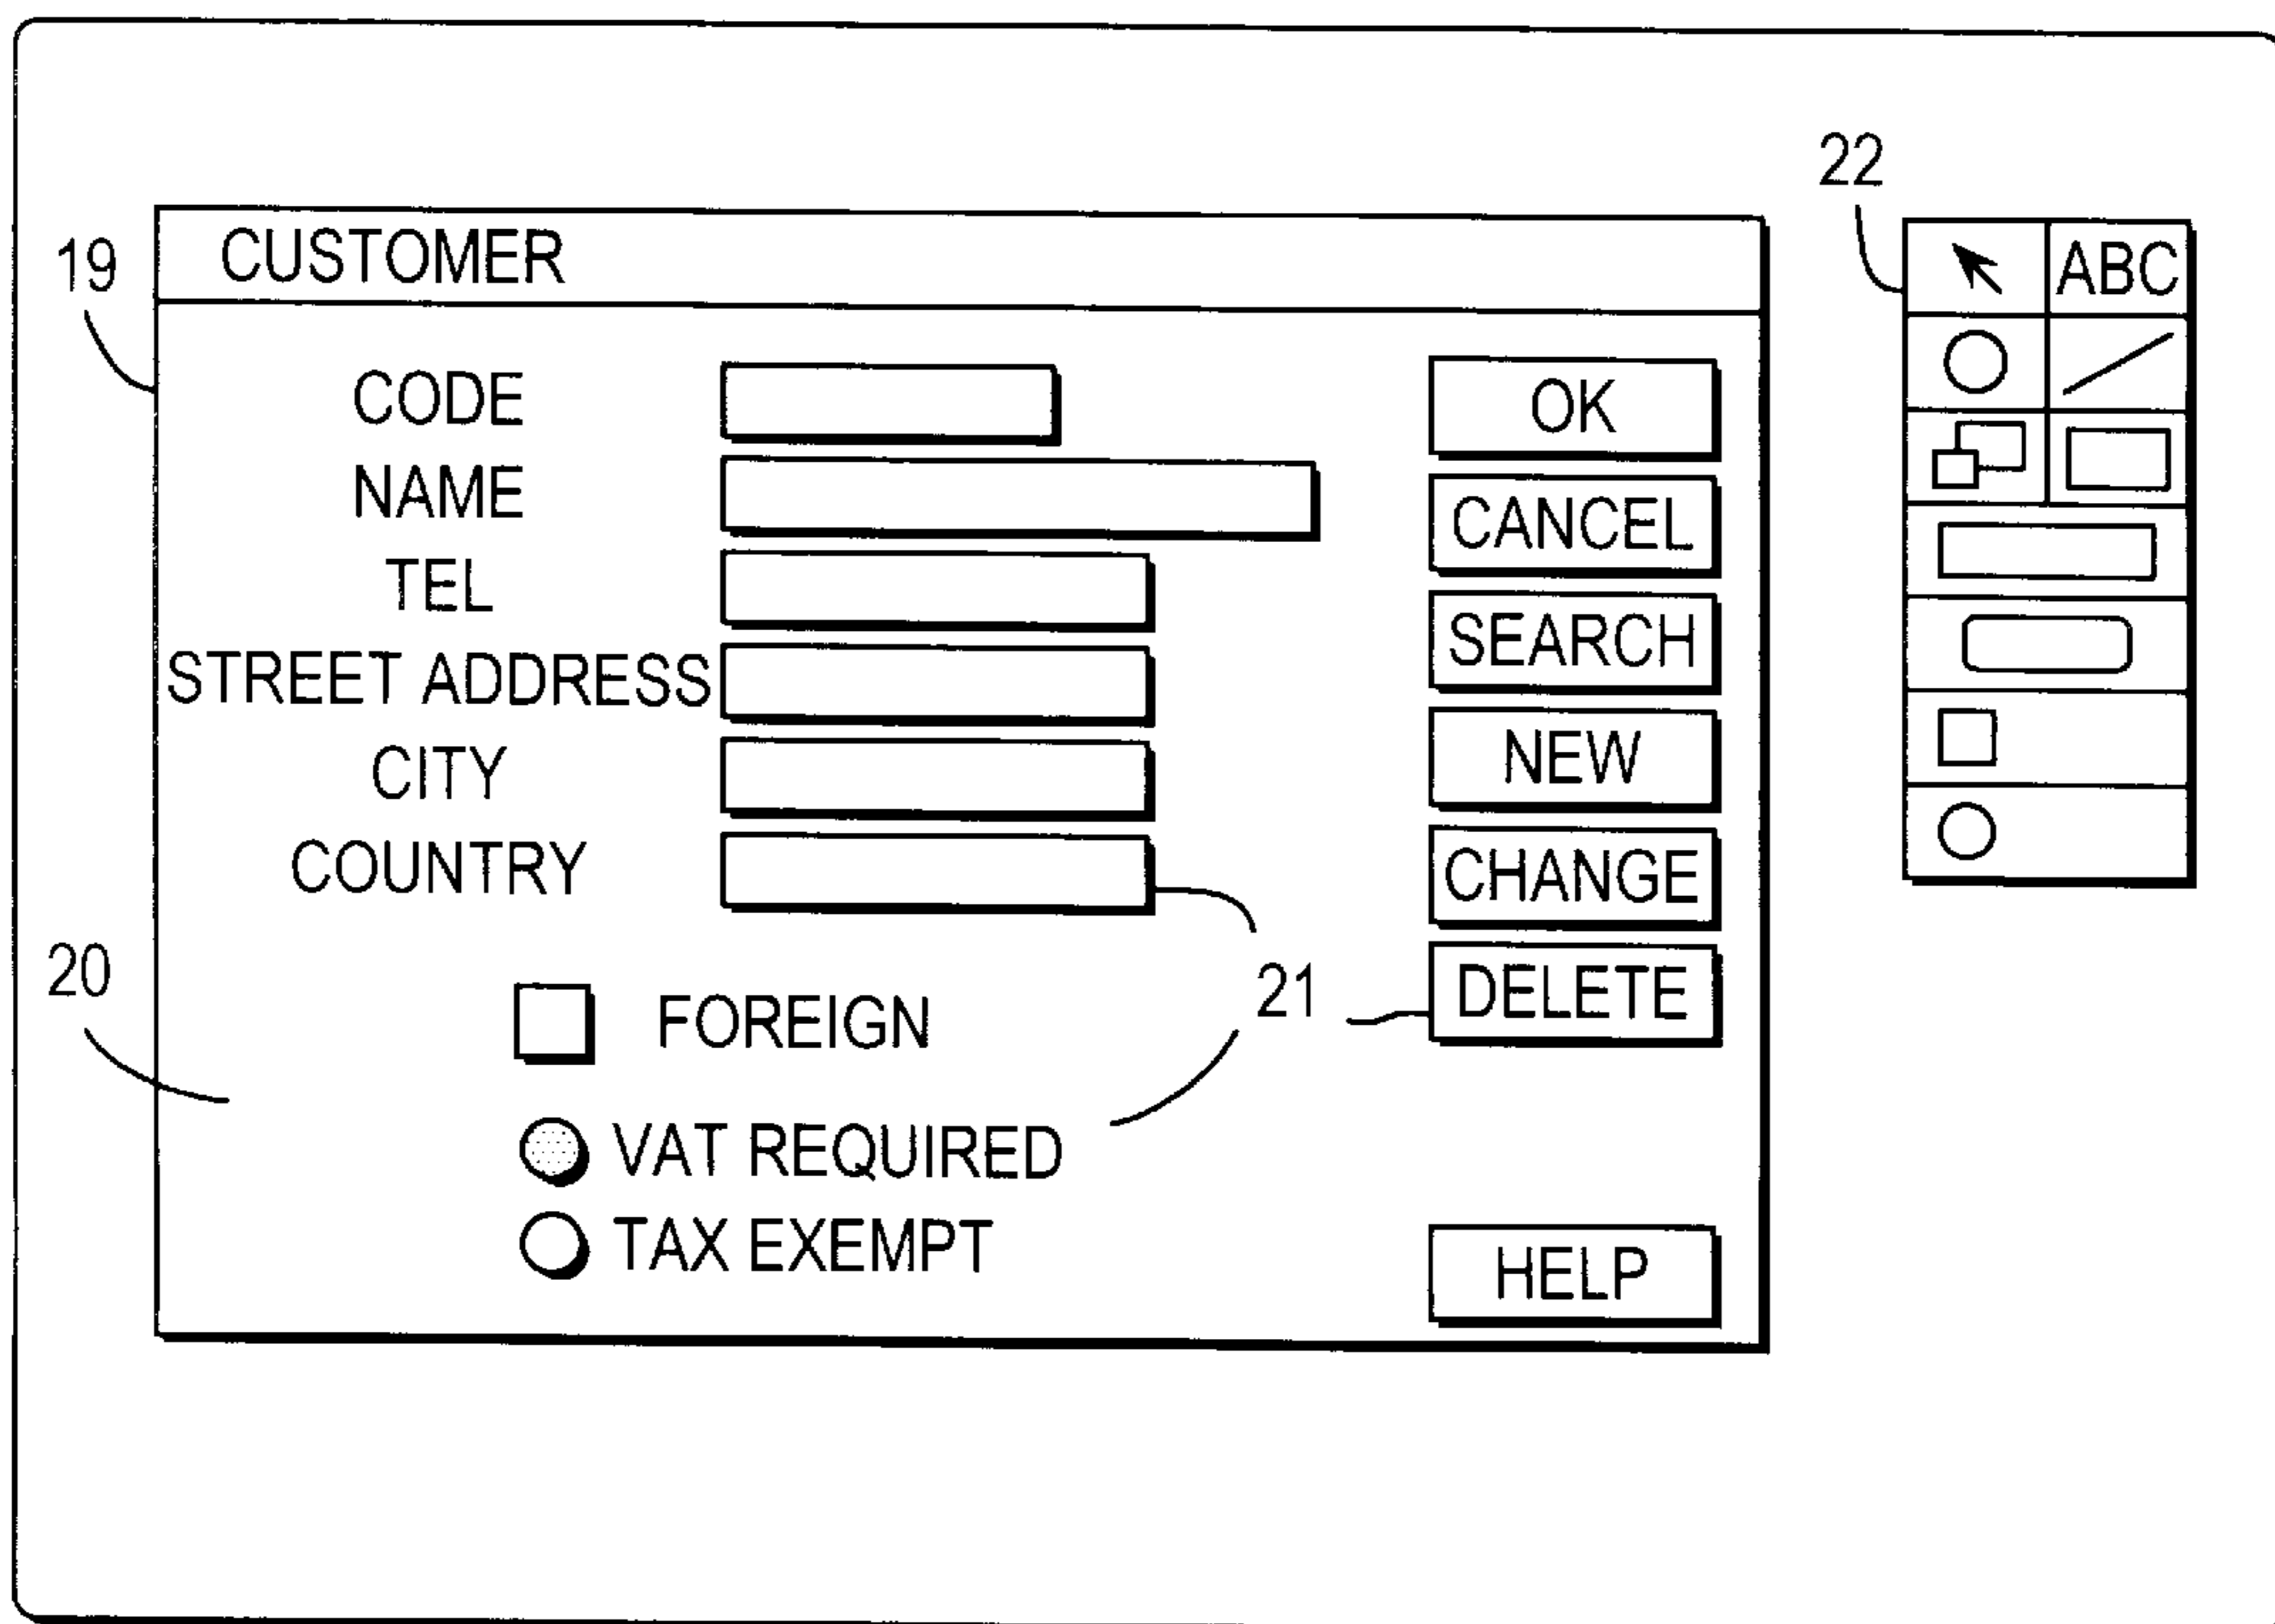 22
19
CUSTOMER
ABC
CODE
OK
NAME
CANCEL
TEL
SEARCH
STREET ADDRESS
CITY
NEW
COUNTRY
CHANGE
20
21
DELETE
FOREIGN
VAT REQUIRED
TAX EXEMPT
HELP